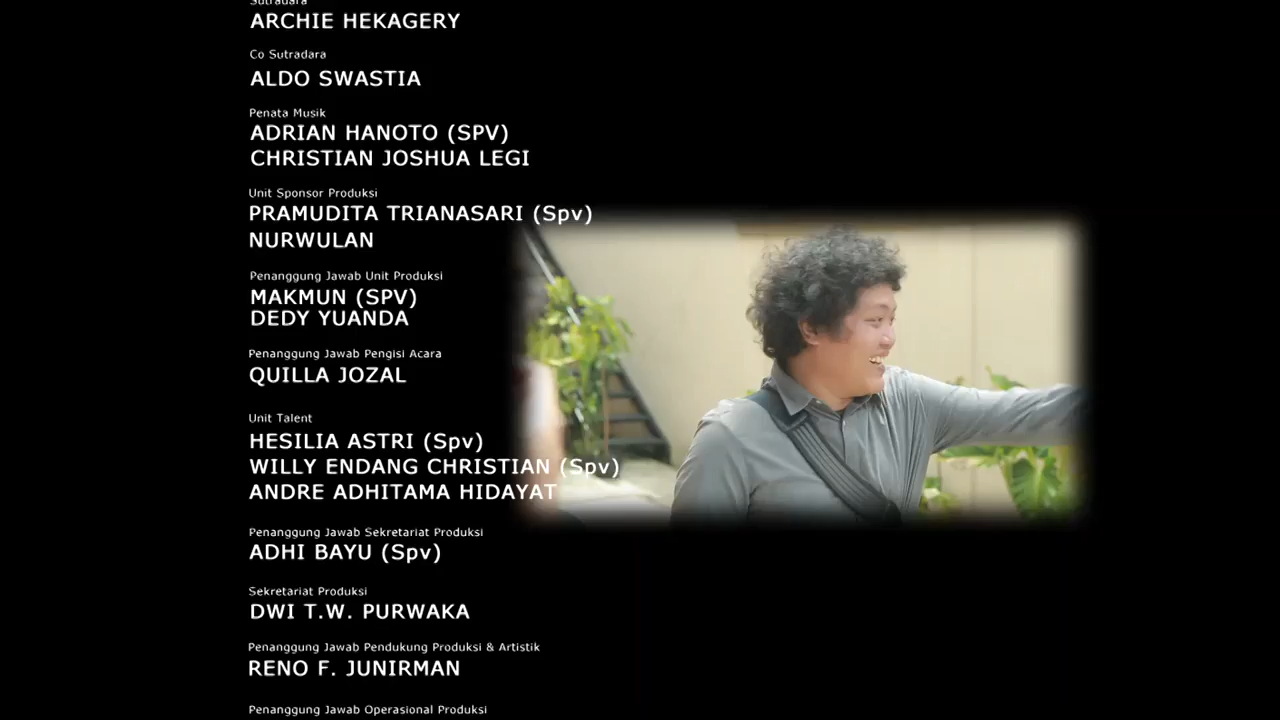 Sutradara
ARCHIE HEKAGERY
Co Sutradara
ALDO SWASTIA
Penata Musik
ADRIAN HANOTO (SPV)
CHRISTIAN JOSHUA LEGI
Unit Sponsor Produksi
PRAMUDITA TRIANASARI (Spv)
NURWULAN
Penanggung Jawab Unit Produksi
MAKMUN (SPV)
DEDY YUANDA
Penanggung Jawab Pengisi Acara
QUILLA JOZAL
Unit Talent
HESILIA ASTRI (Spv)
WILLY ENDANG CHRISTIAN (Spv)
ANDRE ADHITAMA HIDAYAT
Penanggung Jawab Sekretariat Produksi
ADHI BAYU (Spv)
Sekretariat Produksi
DWI T.W. PURWAKA
Penanggung Jawab Pendukung Produksi & Artistik
RENO F. JUNIRMAN
Penanggung Jawab Operasional Produksi